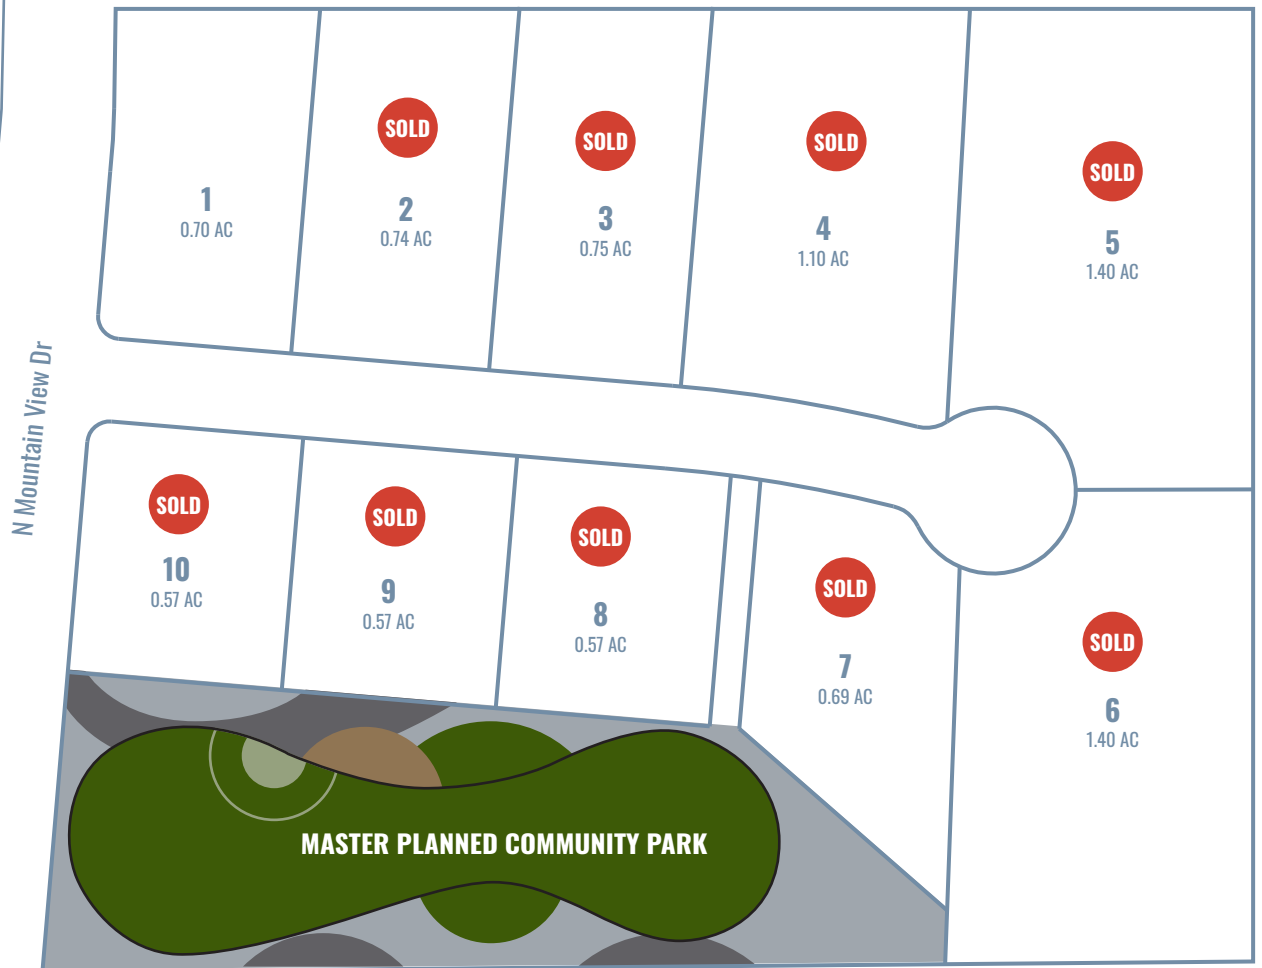 1
0.70 AC
SOLD
2
0.74 AC
SOLD
3
0.75 AC
SOLD
4
1.10 AC
SOLD
5
1.40 AC
N Mountain View Dr
SOLD
10
0.57 AC
SOLD
9
0.57 AC
SOLD
8
0.57 AC
SOLD
7
0.69 AC
SOLD
6
1.40 AC
MASTER PLANNED COMMUNITY PARK